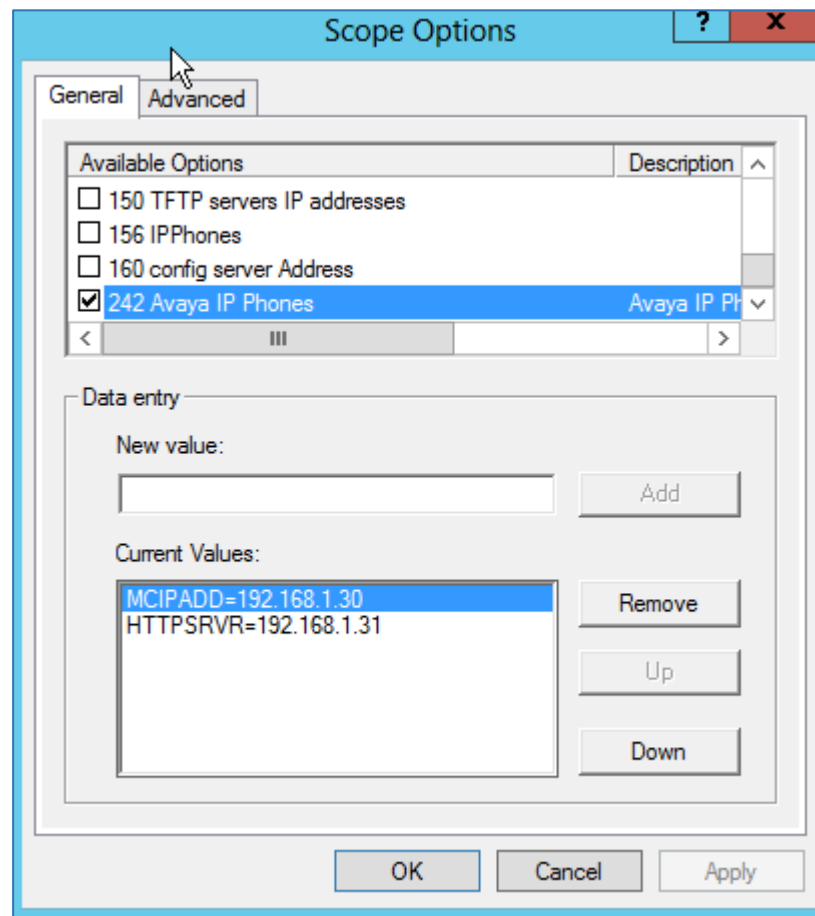 Scope Options
? x
General Advanced
Available Options Description
150 TFTP servers IP addresses
156 IPPhones
160 config server Address
242 Avaya IP Phones Avaya IP Ph
Data entry
New value:
Add
Current Values:
MCIPADD=192.168.1.30
HTTPSRVR=192.168.1.31
Remove
Up
Down
OK Cancel Apply